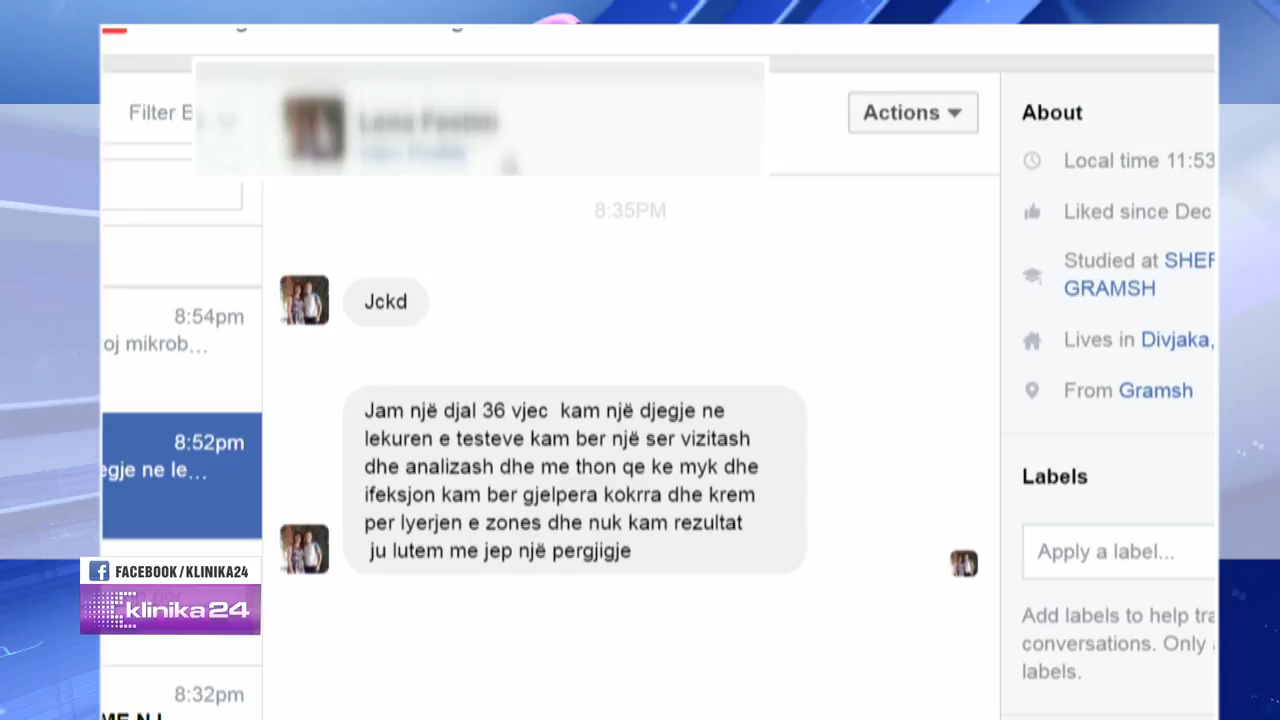 Filter
Actions
About
Local time 11:53
Liked since Dec
Studied at SHEF
GRAMSH
Lives in Divjaka,
From Gramsh
8:35PM
Jckd
8:54pm
oj mikrob...
8:52pm
egje ne le...
Jam një djal 36 vjec kam një djegje ne
lekuren e testeve kam ber një ser vizitash
dhe analizash dhe me thon qe ke myk dhe
ifeksjon kam ber gjelpera kokrra dhe krem
per lyerjen e zones dhe nuk kam rezultat
ju lutem me jep një pergjigje
Labels
Apply a label...
Add labels to help tra
conversations. Only
labels.
FACEBOOK/KLINIKA24
klinika 24
8:32pm